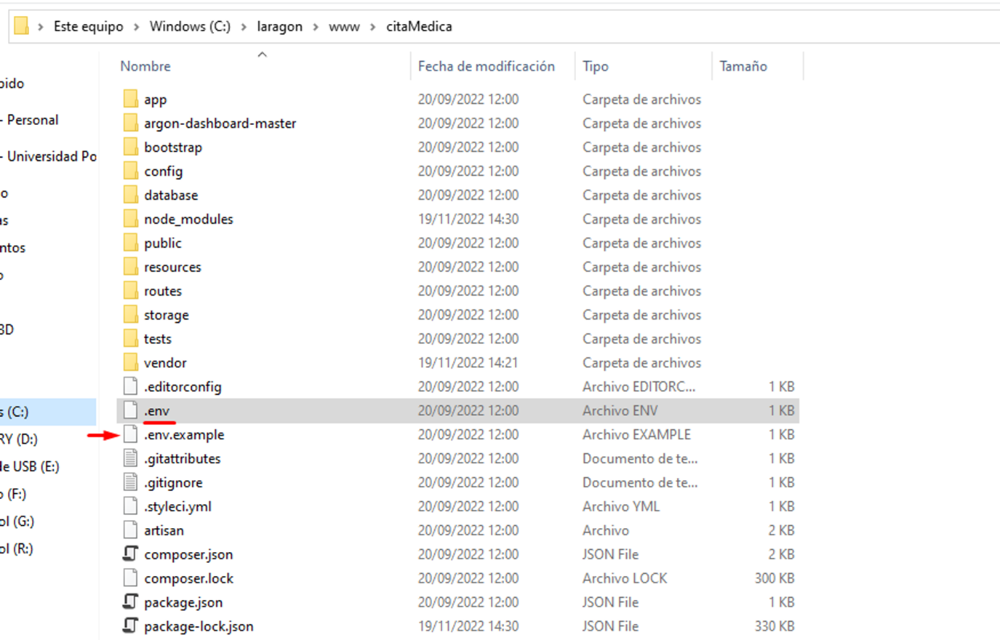 Este equipo > Windows (C:) > laragon > www > citaMedica
Nombre Fecha de modificación Tipo Tamaño
app 20/09/2022 12:00 Carpeta de archivos
argon-dashboard-master 20/09/2022 12:00 Carpeta de archivos
bootstrap 20/09/2022 12:00 Carpeta de archivos
config 20/09/2022 12:00 Carpeta de archivos
database 20/09/2022 12:00 Carpeta de archivos
node_modules 19/11/2022 14:30 Carpeta de archivos
public 20/09/2022 12:00 Carpeta de archivos
resources 20/09/2022 12:00 Carpeta de archivos
routes 20/09/2022 12:00 Carpeta de archivos
storage 20/09/2022 12:00 Carpeta de archivos
tests 20/09/2022 12:00 Carpeta de archivos
vendor 19/11/2022 14:21 Carpeta de archivos
.editorconfig 20/09/2022 12:00 Archivo EDITORC... 1 KB
.env 20/09/2022 12:00 Archivo ENV 1 KB
.env.example 20/09/2022 12:00 Archivo EXAMPLE 1 KB
.gitattributes 20/09/2022 12:00 Documento de te... 1 KB
.gitignore 20/09/2022 12:00 Documento de te... 1 KB
.styleci.yml 20/09/2022 12:00 Archivo YML 1 KB
artisan 20/09/2022 12:00 Archivo 2 KB
composer.json 20/09/2022 12:00 JSON File 2 KB
composer.lock 20/09/2022 12:00 Archivo LOCK 300 KB
package.json 20/09/2022 12:00 JSON File 1 KB
package-lock.json 19/11/2022 14:30 JSON File 330 KB
pido
- Personal
- Universidad Po
o
as
ntos
o
3D
s (C:)
RY (D:)
de USB (E:)
o (F:)
ol (G:)
ol (R:)